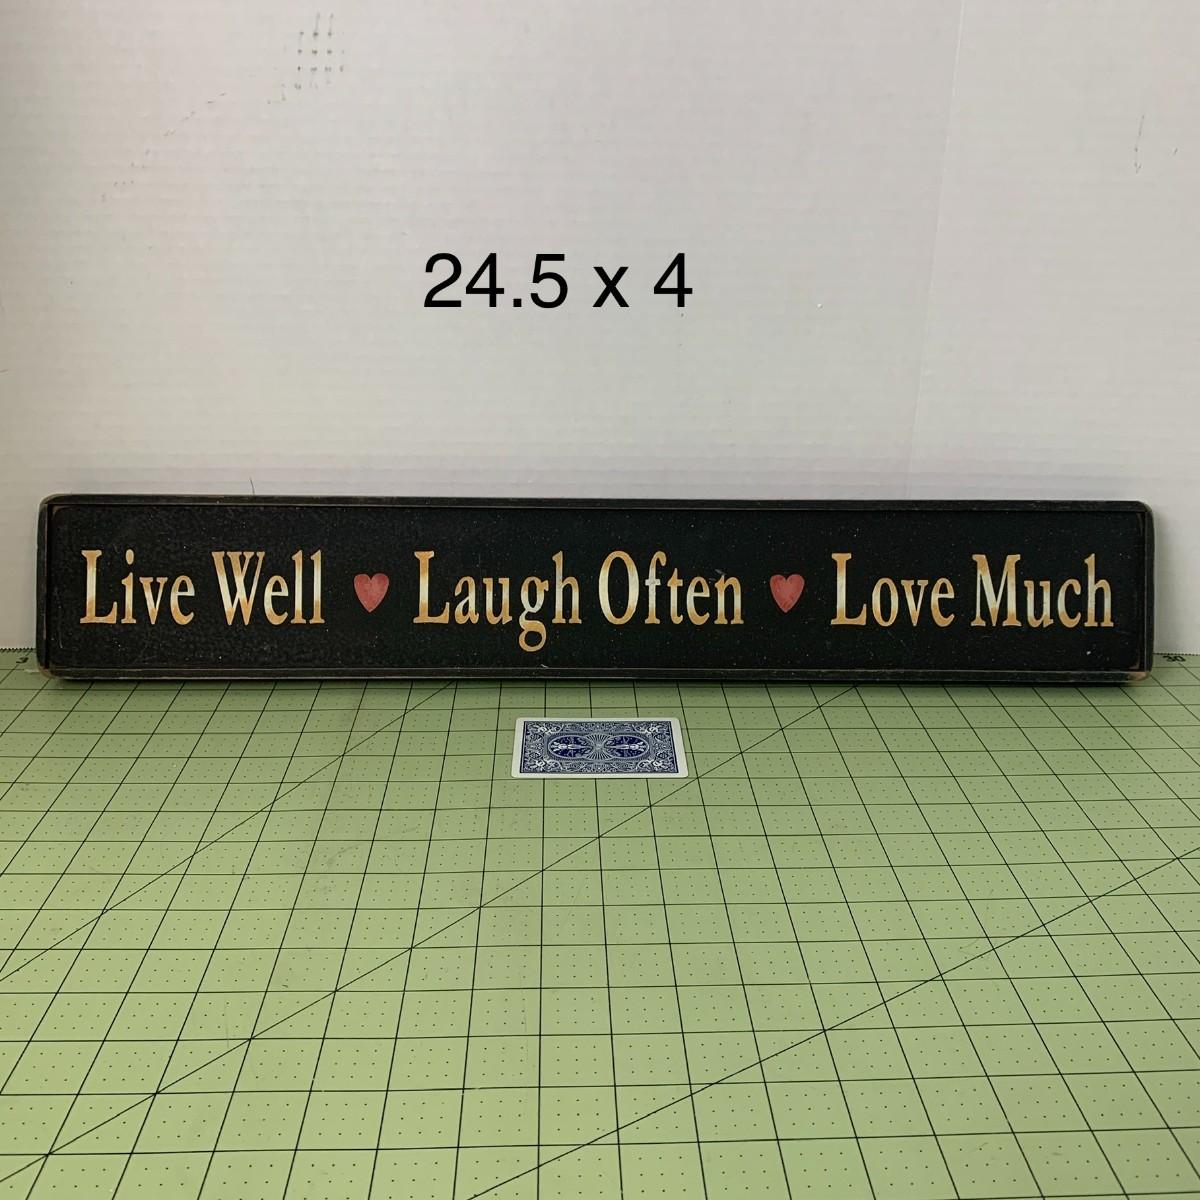 24.5 x 4
Live Well ♥ Laugh Often ♥ Love Much